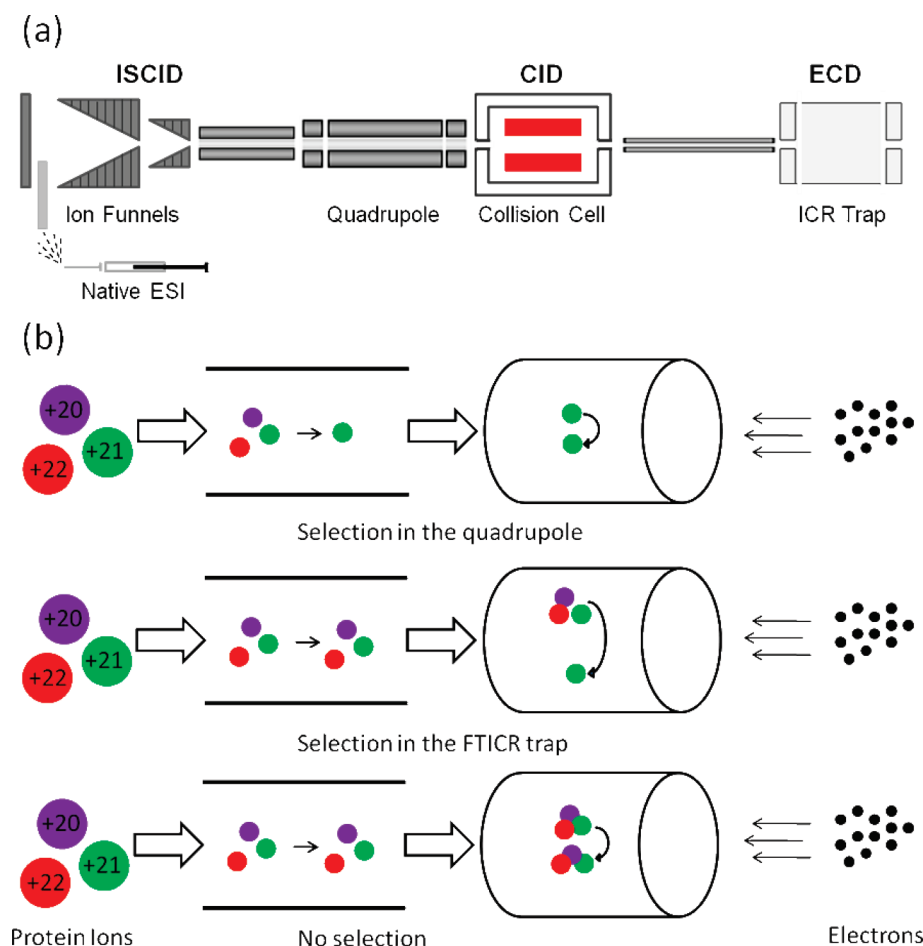 (a)
ISCID CID ECD
Ion Funnels Quadrupole Collision Cell ICR Trap
Native ESI
(b)
+20
+21
+22
Selection in the quadrupole
+20
+21
+22
Selection in the FTICR trap
+20
+21
+22
Protein Ions No selection Electrons